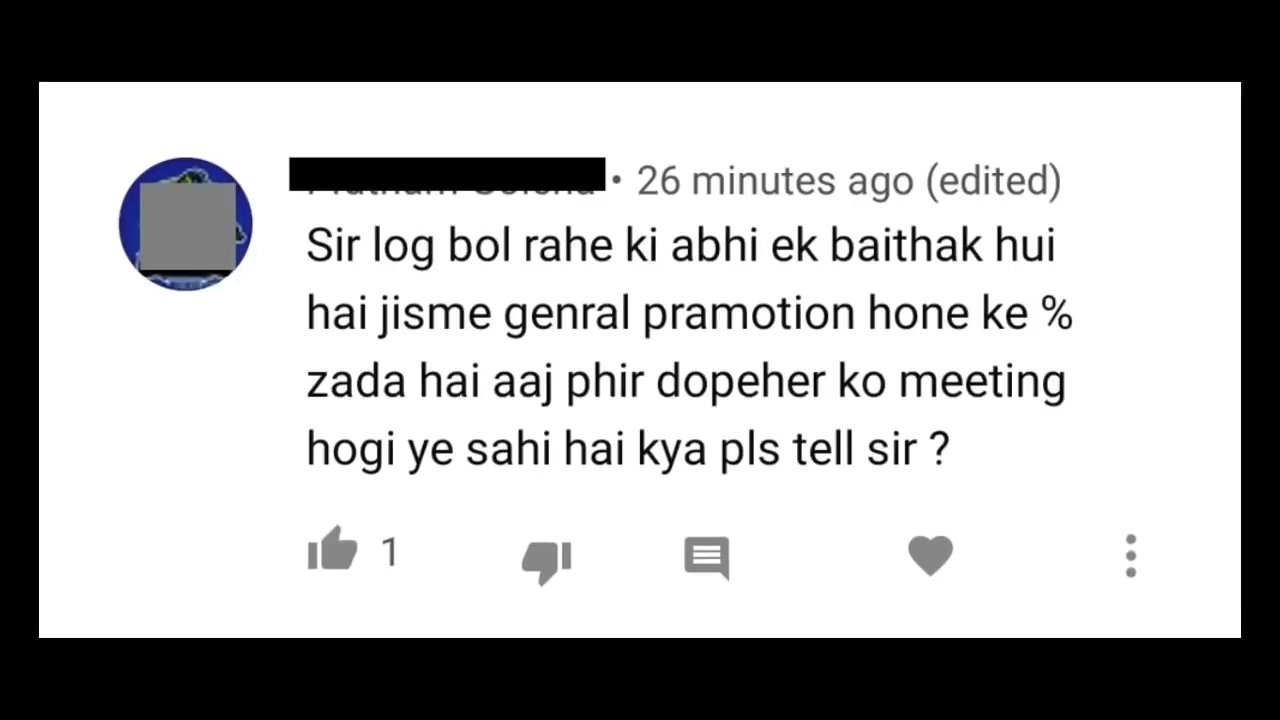 • 26 minutes ago (edited)
Sir log bol rahe ki abhi ek baithak hui
hai jisme genral pramotion hone ke %
zada hai aaj phir dopeher ko meeting
hogi ye sahi hai kya pls tell sir ?
1